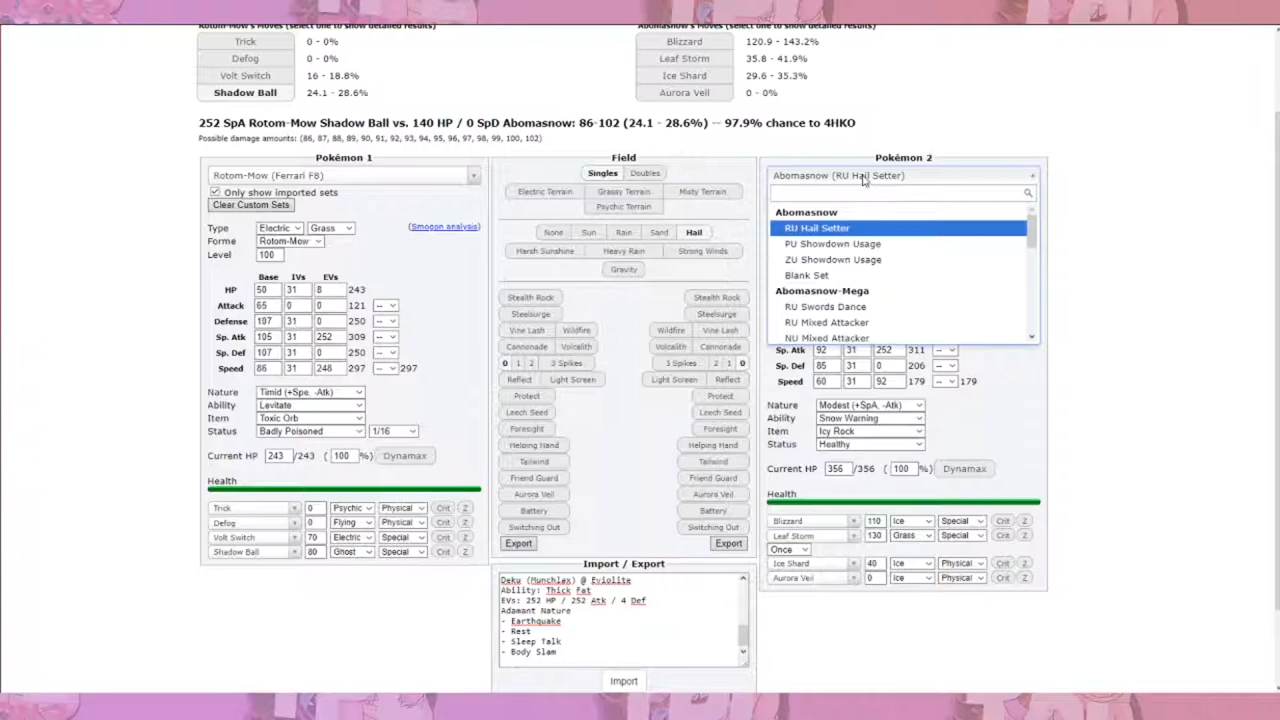 Rotom-Mow's Moves (select one to show detailed results)
Trick 0 - 0%
Defog 0 - 0%
Volt Switch 16 - 18.8%
Shadow Ball 24.1 - 28.6%
Abomasnow's Moves (select one to show detailed results)
Blizzard 120.9 - 143.2%
Leaf Storm 35.8 - 41.9%
Ice Shard 29.6 - 35.3%
Aurora Veil 0 - 0%
252 SpA Rotom-Mow Shadow Ball vs. 140 HP / 0 SpD Abomasnow: 86-102 (24.1 - 28.6%) -- 97.9% chance to 4HKO
Possible damage amounts: (86, 87, 88, 89, 90, 91, 92, 93, 94, 95, 96, 97, 98, 99, 100, 102)
Pokémon 1
Rotom-Mow (Ferrari F8)
Only show imported sets
Clear Custom Sets
Type Electric Grass (Smogon analysis)
Forme Rotom-Mow
Level 100
Base IVs EVs
HP 50 31 8 243
Attack 65 0 0 121 --
Defense 107 31 0 250 --
Sp. Atk 105 31 252 309 --
Sp. Def 107 31 0 250 --
Speed 86 31 248 297 -- 297
Nature Timid (+Spe, -Atk)
Ability Levitate
Item Toxic Orb
Status Badly Poisoned 1/16
Current HP 243 /243 ( 100 %) Dynamax
Health
Trick 0 Psychic Physical Crit Z
Defog 0 Flying Physical Crit Z
Volt Switch 70 Electric Special Crit Z
Shadow Ball 80 Ghost Special Crit Z
Field
Singles Doubles
Electric Terrain Grassy Terrain Misty Terrain
Psychic Terrain
None Sun Rain Sand Hail
Harsh Sunshine Heavy Rain Strong Winds
Gravity
Stealth Rock Stealth Rock
Steelsurge Steelsurge
Vine Lash Wildfire Wildfire Vine Lash
Cannonade Volcalith Volcalith Cannonade
0 1 2 3 Spikes 3 Spikes 2 1 0
Reflect Light Screen Light Screen Reflect
Protect Protect
Leech Seed Leech Seed
Foresight Foresight
Helping Hand Helping Hand
Tailwind Tailwind
Friend Guard Friend Guard
Aurora Veil Aurora Veil
Battery Battery
Switching Out Switching Out
Export Export
Import / Export
Deku (Munchlax) @ Eviolite
Ability: Thick Fat
EVs: 252 HP / 252 Atk / 4 Def
Adamant Nature
- Earthquake
- Rest
- Sleep Talk
- Body Slam
Import
Pokémon 2
Abomasnow (RU Hail Setter)
Abomasnow
RU Hail Setter
PU Showdown Usage
ZU Showdown Usage
Blank Set
Abomasnow-Mega
RU Swords Dance
RU Mixed Attacker
NU Mixed Attacker
Sp. Atk 92 31 252 311 --
Sp. Def 85 31 0 206 --
Speed 60 31 92 179 -- 179
Nature Modest (+SpA, -Atk)
Ability Snow Warning
Item Icy Rock
Status Healthy
Current HP 356 /356 ( 100 %) Dynamax
Health
Blizzard 110 Ice Special Crit Z
Leaf Storm 130 Grass Special Crit Z
Once
Ice Shard 40 Ice Physical Crit Z
Aurora Veil 0 Ice Physical Crit Z